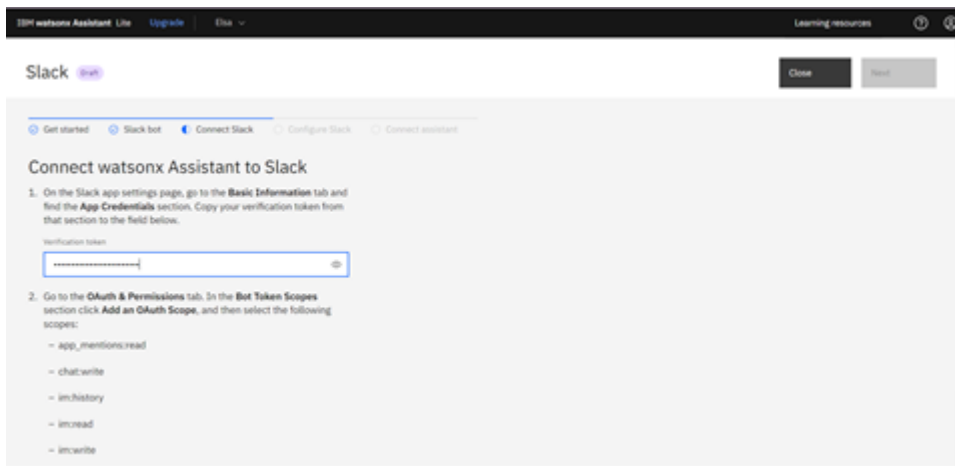 IBM watsonx Assistant Lite Upgrade Elsa Learning resources
Slack Draft Close Next
Get started Slack bot Connect Slack Configure Slack Connect assistant
Connect watsonx Assistant to Slack
1. On the Slack app settings page, go to the Basic Information tab and
find the App Credentials section. Copy your verification token from
that section to the field below.
Verification token
2. Go to the OAuth & Permissions tab. In the Bot Token Scopes
section click Add an OAuth Scope, and then select the following
scopes:
– app_mentions:read
– chat:write
– im:history
– im:read
– im:write